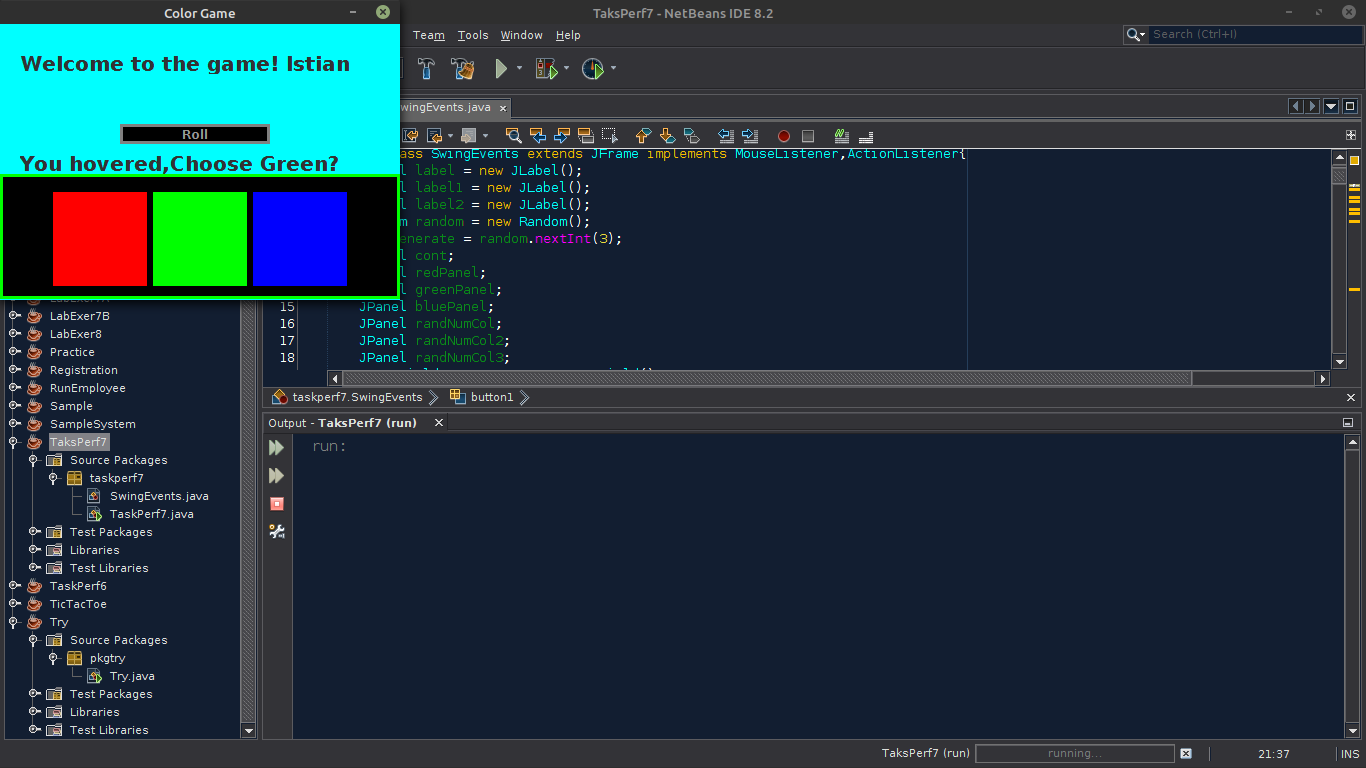 Color Game
TaksPerf7 - NetBeans IDE 8.2
Team Tools Window Help
Search (Ctrl+I)
Welcome to the game! Istian
Roll
You hovered,Choose Green?
wingEvents.java
ass SwingEvents extends JFrame implements MouseListener,ActionListener{
label = new JLabel();
label1 = new JLabel();
label2 = new JLabel();
random = new Random();
enerate = random.nextInt(3);
cont;
redPanel;
greenPanel;
15 JPanel bluePanel;
16 JPanel randNumCol;
17 JPanel randNumCol2;
18 JPanel randNumCol3;
taskperf7.SwingEvents
button1
LabExer7B
LabExer8
Practice
Registration
RunEmployee
Sample
SampleSystem
TaksPerf7
Source Packages
taskperf7
SwingEvents.java
TaskPerf7.java
Test Packages
Libraries
Test Libraries
TaskPerf6
TicTacToe
Try
Source Packages
pkgtry
Try.java
Test Packages
Libraries
Test Libraries
Output - TaksPerf7 (run)
run:
TaksPerf7 (run)
running...
21:37
INS